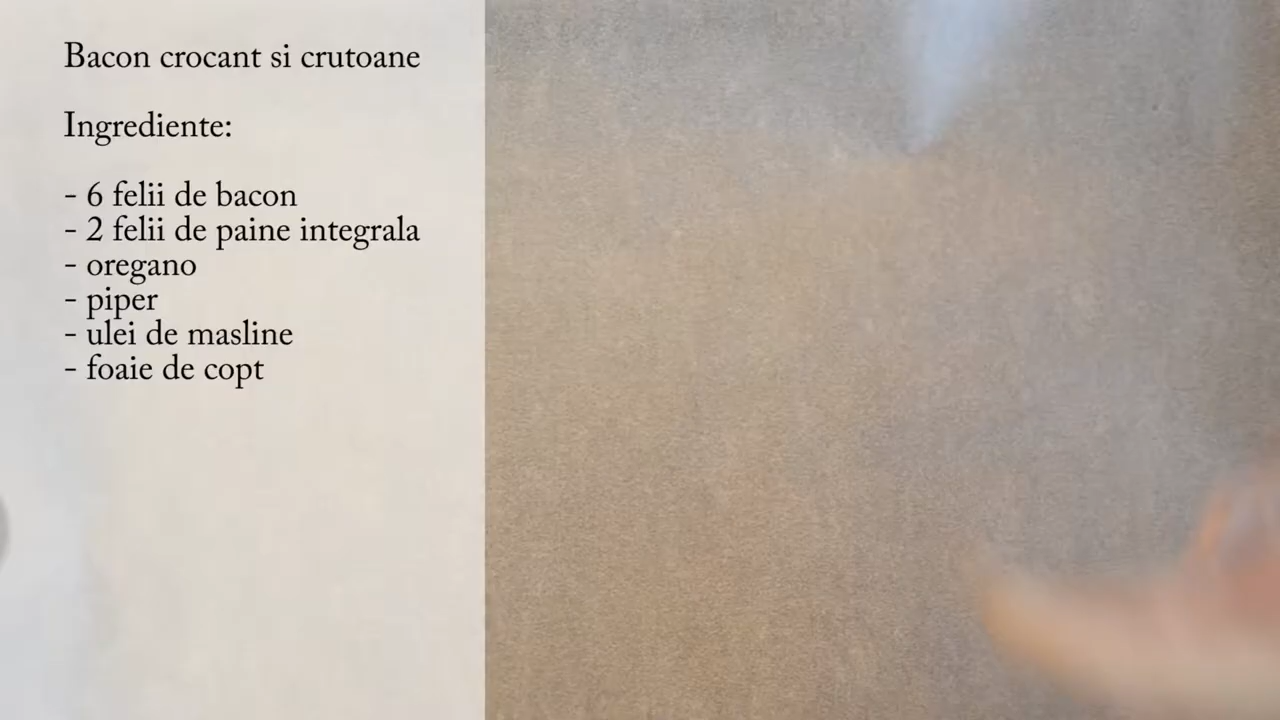 Bacon crocant si crutoane
Ingrediente:
- 6 felii de bacon
- 2 felii de paine integrala
- oregano
- piper
- ulei de masline
- foaie de copt